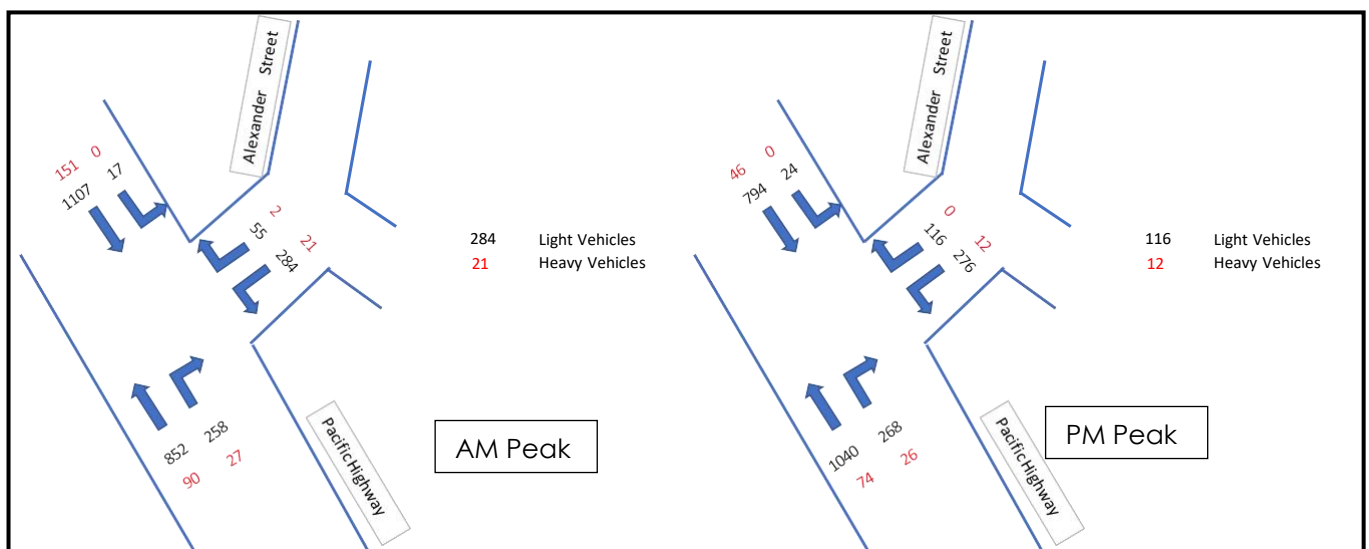 Alexander Street
151 0
1107 17
2
55
21
284
852 258
90 27
Pacific Highway
284 Light Vehicles
21 Heavy Vehicles
AM Peak
Alexander Street
46 0
794 24
0
116
12
276
1040 268
74 26
PacificHighway
116 Light Vehicles
12 Heavy Vehicles
PM Peak